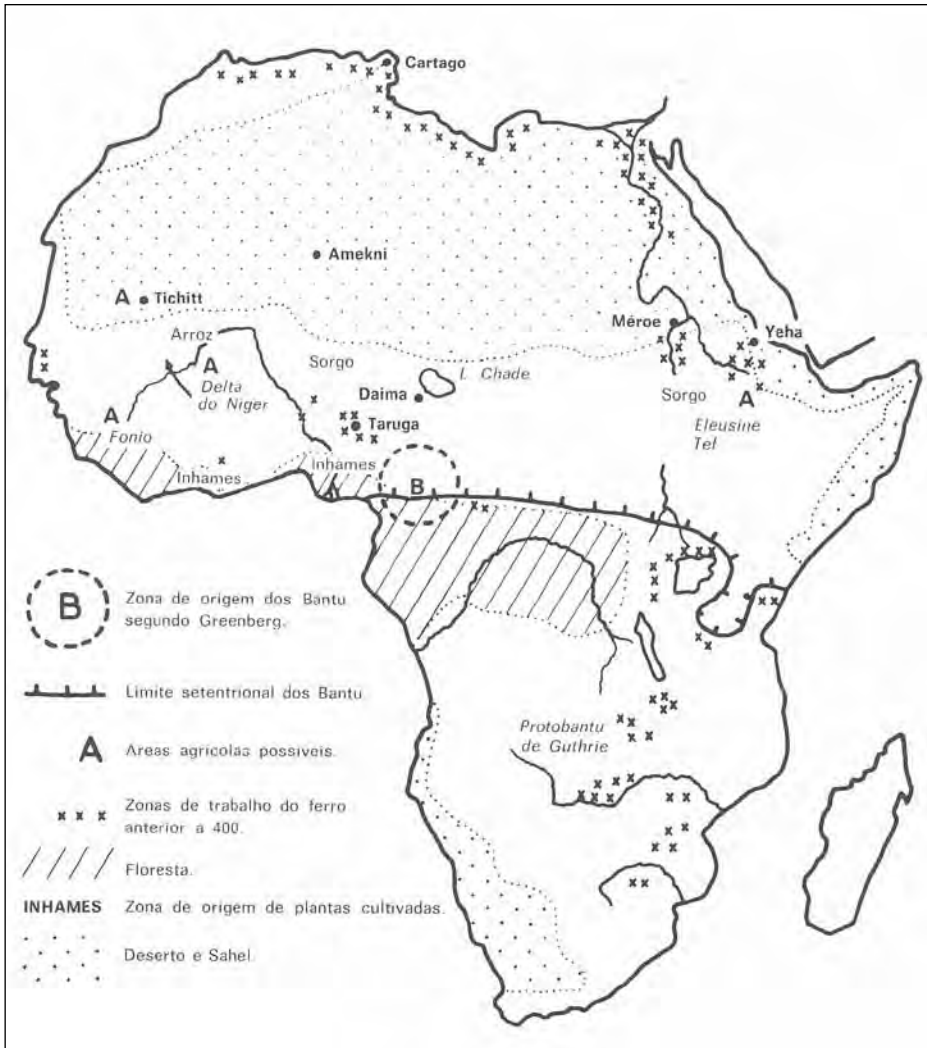 Cartago
Amekni
A Tichitt
Méroe
Yeha
Arroz
Sorgo
A
Delta
do Niger
L. Chade
Daima
Sorgo
A
A
Fonio
Taruga
Eleusine
Tef
Inhames
Inhames
A
B
B
Zona de origem dos Bantu
segundo Greenberg.
Limite setentrional dos Bantu.
A
Áreas agrícolas possíveis.
Protobantu
de Guthrie
x x x
Zonas de trabalho do ferro
anterior a 400.
Floresta.
INHAMES Zona de origem de plantas cultivadas.
Deserto e Sahel.